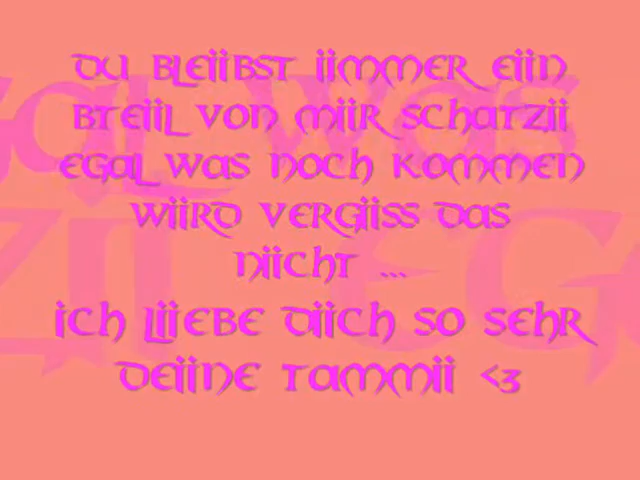 DU BLEIIBST IIMMER EIIN
BTEIIL VON MIIR SCHATZII
EGAL WAS NOCH KOMMEN
WIIRD VERGIISS DAS
NIICHT ...
ICH LIIEBE DIICH SO SEHR
DEIINE TAMMII <3